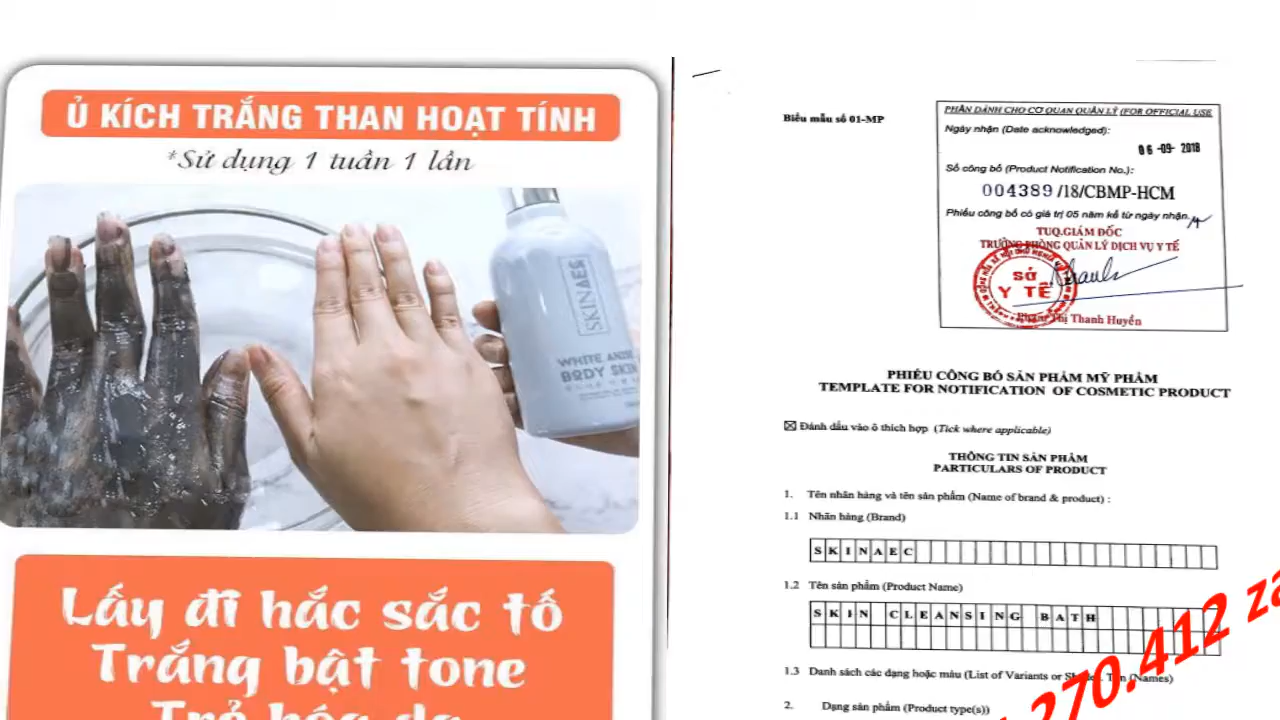 Ủ KÍCH TRẮNG THAN HOẠT TÍNH
*Sử dụng 1 tuần 1 lần
SKINAEC
WHITE
BODY SKIN
Lấy đi hắc sắc tố
Trắng bật tone
Trẻ hóa da
Biểu mẫu số 01-MP
PHẦN DÀNH CHO CƠ QUAN QUẢN LÝ (FOR OFFICIAL USE
Ngày nhận (Date acknowledged):
06 -09- 2018
Số công bố (Product Notification No.):
004389 /18/CBMP-HCM
Phiếu công bố có giá trị 05 năm kể từ ngày nhận.
TUQ.GIÁM ĐỐC
TRƯỞNG PHÒNG QUẢN LÝ DỊCH VỤ Y TẾ
SỞ
Y TẾ
Phạm Thị Thanh Huyền
PHIẾU CÔNG BỐ SẢN PHẨM MỸ PHẨM
TEMPLATE FOR NOTIFICATION OF COSMETIC PRODUCT
Đánh dấu vào ô thích hợp (Tick where applicable)
THÔNG TIN SẢN PHẨM
PARTICULARS OF PRODUCT
1. Tên nhãn hàng và tên sản phẩm (Name of brand & product) :
1.1 Nhãn hàng (Brand)
SKINAEC
1.2 Tên sản phẩm (Product Name)
SKIN CLEANSING BATH
1.3 Danh sách các dạng hoặc màu (List of Variants or (Names)
2. Dạng sản phẩm (Product type(s))
270.412 za